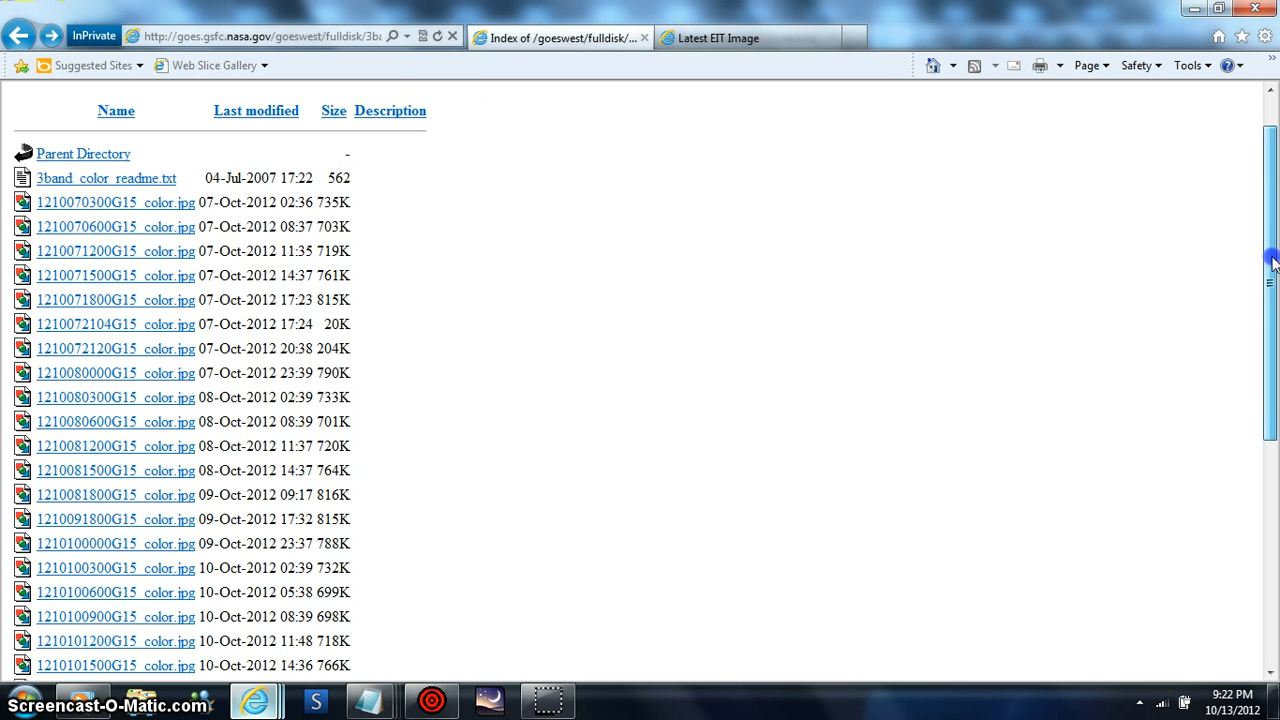 InPrivate http://goes.gsfc.nasa.gov/goeswest/fulldisk/3ba Index of /goeswest/fulldisk/... Latest EIT Image
Suggested Sites Web Slice Gallery Page Safety Tools
Name Last modified Size Description
Parent Directory -
3band_color_readme.txt 04-Jul-2007 17:22 562
1210070300G15_color.jpg 07-Oct-2012 02:36 735K
1210070600G15_color.jpg 07-Oct-2012 08:37 703K
1210071200G15_color.jpg 07-Oct-2012 11:35 719K
1210071500G15_color.jpg 07-Oct-2012 14:37 761K
1210071800G15_color.jpg 07-Oct-2012 17:23 815K
1210072104G15_color.jpg 07-Oct-2012 17:24 20K
1210072120G15_color.jpg 07-Oct-2012 20:38 204K
1210080000G15_color.jpg 07-Oct-2012 23:39 790K
1210080300G15_color.jpg 08-Oct-2012 02:39 733K
1210080600G15_color.jpg 08-Oct-2012 08:39 701K
1210081200G15_color.jpg 08-Oct-2012 11:37 720K
1210081500G15_color.jpg 08-Oct-2012 14:37 764K
1210081800G15_color.jpg 09-Oct-2012 09:17 816K
1210091800G15_color.jpg 09-Oct-2012 17:32 815K
1210100000G15_color.jpg 09-Oct-2012 23:37 788K
1210100300G15_color.jpg 10-Oct-2012 02:39 732K
1210100600G15_color.jpg 10-Oct-2012 05:38 699K
1210100900G15_color.jpg 10-Oct-2012 08:39 698K
1210101200G15_color.jpg 10-Oct-2012 11:48 718K
1210101500G15_color.jpg 10-Oct-2012 14:36 766K
9:22 PM
Screencast-O-Matic.com S 10/13/2012